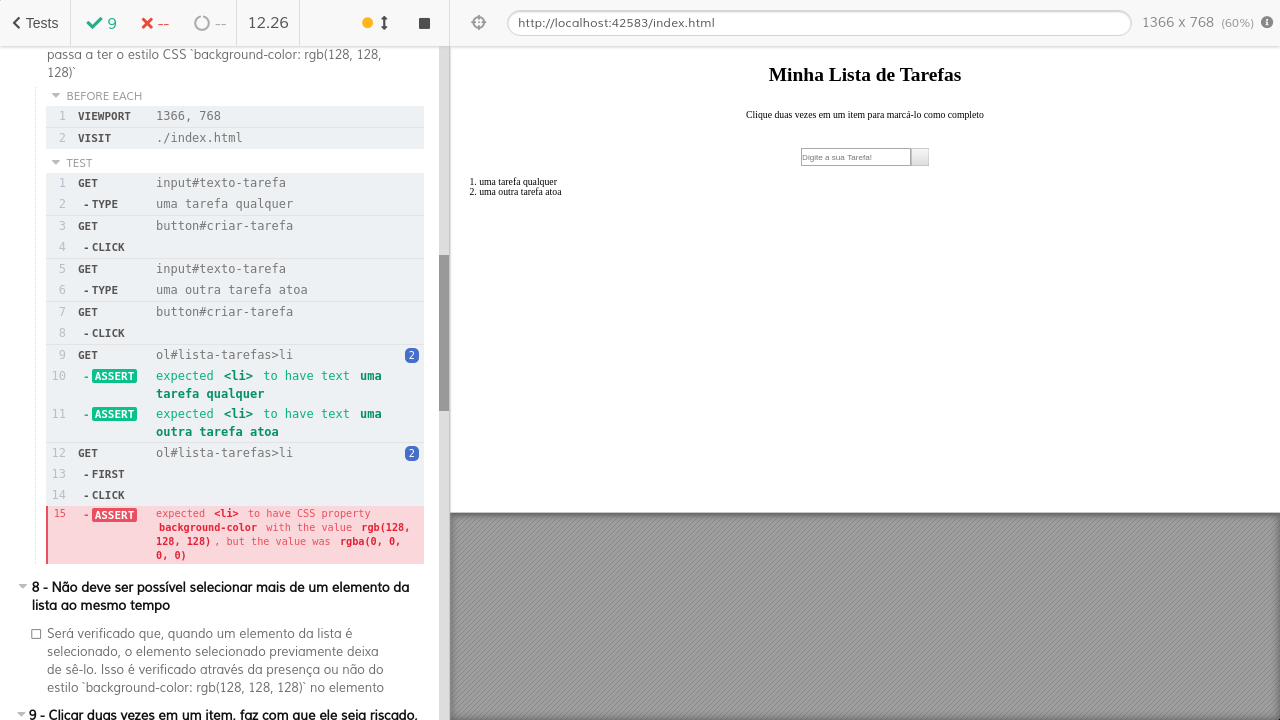 Tests
9
--
--
12.26
http://localhost:42583/index.html
1366 x 768 (60%)
passa a ter o estilo CSS `background-color: rgb(128, 128,
128)`
BEFORE EACH
1 VIEWPORT 1366, 768
2 VISIT ./index.html
TEST
1 GET input#texto-tarefa
2 -TYPE uma tarefa qualquer
3 GET button#criar-tarefa
4 -CLICK
5 GET input#texto-tarefa
6 -TYPE uma outra tarefa atoa
7 GET button#criar-tarefa
8 -CLICK
9 GET ol#lista-tarefas>li 2
10 -ASSERT expected <li> to have text uma
tarefa qualquer
11 -ASSERT expected <li> to have text uma
outra tarefa atoa
12 GET ol#lista-tarefas>li 2
13 -FIRST
14 -CLICK
15 -ASSERT expected <li> to have CSS property
background-color with the value rgb(128,
128, 128), but the value was rgba(0, 0,
0, 0)
8 - Não deve ser possível selecionar mais de um elemento da
lista ao mesmo tempo
Será verificado que, quando um elemento da lista é
selecionado, o elemento selecionado previamente deixa
de sê-lo. Isso é verificado através da presença ou não do
estilo `background-color: rgb(128, 128, 128)` no elemento
9 - Clicar duas vezes em um item, faz com que ele seja riscado,
Minha Lista de Tarefas
Clique duas vezes em um item para marcá-lo como completo
Digite a sua Tarefa!
1. uma tarefa qualquer
2. uma outra tarefa atoa